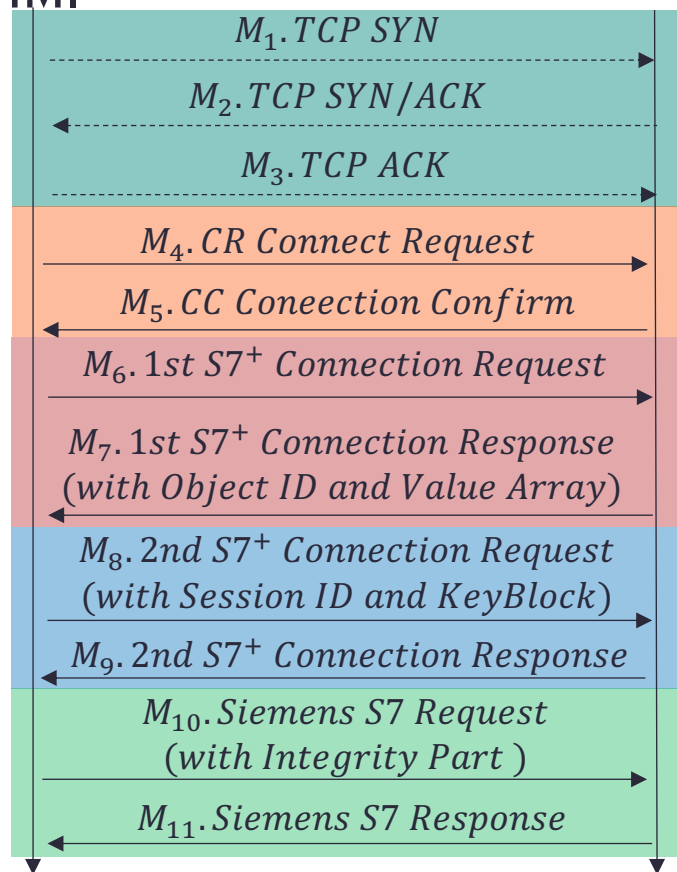 M₁.TCP SYN
M₂.TCP SYN/ACK
M₃.TCP ACK
M₄.CR Connect Request
M₅.CC Coneection Confirm
M₆.1st S7⁺ Connection Request
M₇.1st S7⁺ Connection Response
(with Object ID and Value Array)
M₈.2nd S7⁺ Connection Request
(with Session ID and KeyBlock)
M₉.2nd S7⁺ Connection Response
M₁₀.Siemens S7 Request
(with Integrity Part )
M₁₁.Siemens S7 Response